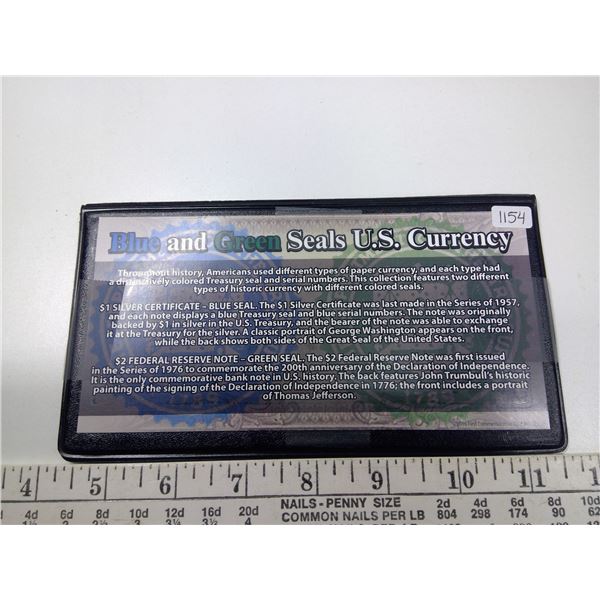 1154
Blue and Green Seals U.S. Currency
Throughout history, Americans used different types of paper currency, and each type had
a distinctively colored Treasury seal and serial numbers. This collection features two different
types of historic currency with different colored seals.
$1 SILVER CERTIFICATE – BLUE SEAL. The $1 Silver Certificate was last made in the Series of 1957,
and each note displays a blue Treasury seal and blue serial numbers. The note was originally
backed by $1 in silver in the U.S. Treasury, and the bearer of the note was able to exchange
it at the Treasury for the silver. A classic portrait of George Washington appears on the front,
while the back shows both sides of the Great Seal of the United States.
$2 FEDERAL RESERVE NOTE – GREEN SEAL. The $2 Federal Reserve Note was first issued
in the Series of 1976 to commemorate the 200th anniversary of the Declaration of Independence.
It is the only commemorative bank note in U.S. history. The back features John Trumbull's historic
painting of the signing of the Declaration of Independence in 1776; the front includes a portrait
of Thomas Jefferson.
4 5 6 7 8 9 10 11
NAILS - PENNY SIZE 2d 4d 6d 8d 10d
4d 6d 8d 10d 12d 16d 20d
COMMON NAILS PER LB 804 298 174 90 62